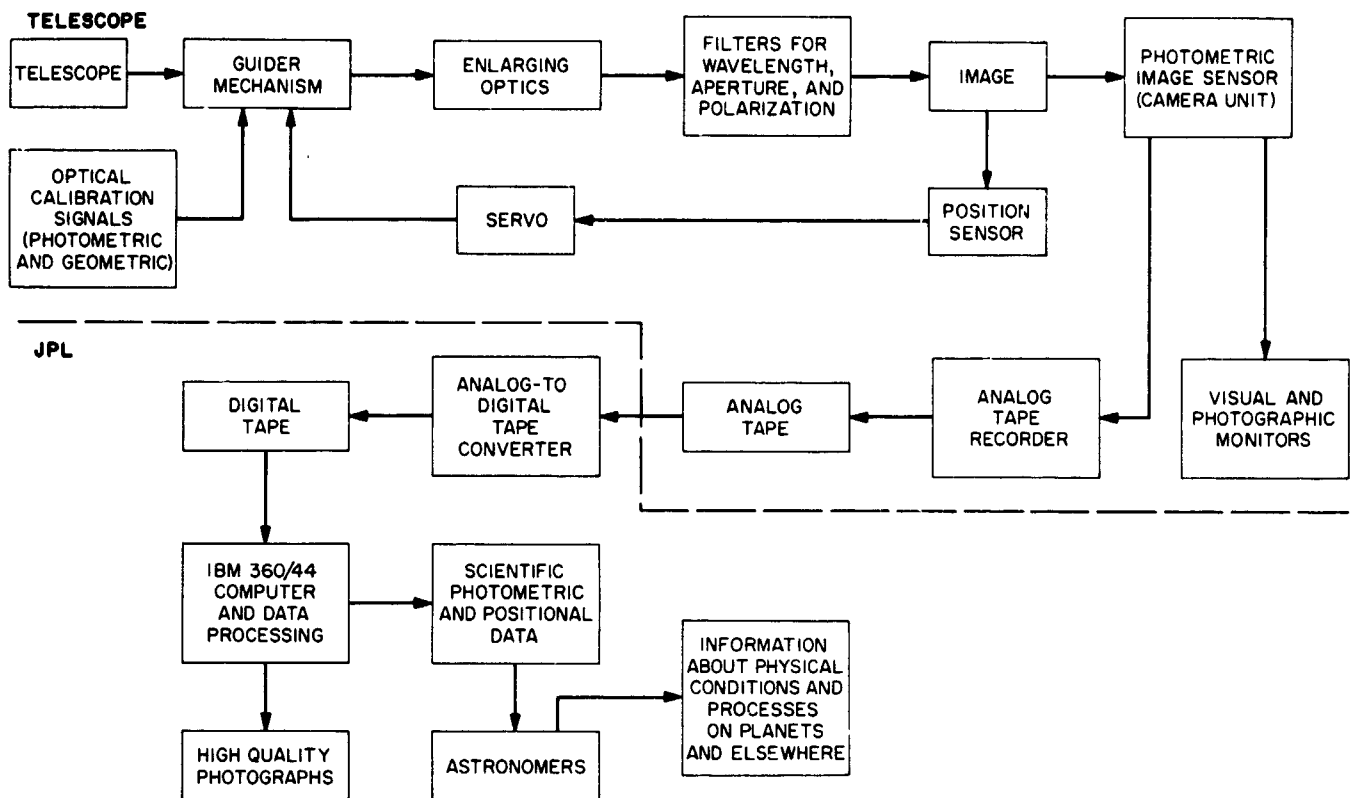 TELESCOPE
TELESCOPE
GUIDER
MECHANISM
ENLARGING
OPTICS
FILTERS FOR
WAVELENGTH,
APERTURE, AND
POLARIZATION
IMAGE
PHOTOMETRIC
IMAGE SENSOR
(CAMERA UNIT)
OPTICAL
CALIBRATION
SIGNALS
(PHOTOMETRIC
AND GEOMETRIC)
SERVO
POSITION
SENSOR
JPL
DIGITAL
TAPE
ANALOG-TO
DIGITAL
TAPE
CONVERTER
ANALOG
TAPE
ANALOG
TAPE
RECORDER
VISUAL AND
PHOTOGRAPHIC
MONITORS
IBM 360/44
COMPUTER
AND DATA
PROCESSING
SCIENTIFIC
PHOTOMETRIC
AND POSITIONAL
DATA
INFORMATION
ABOUT PHYSICAL
CONDITIONS AND
PROCESSES
ON PLANETS
AND ELSEWHERE
HIGH QUALITY
PHOTOGRAPHS
ASTRONOMERS